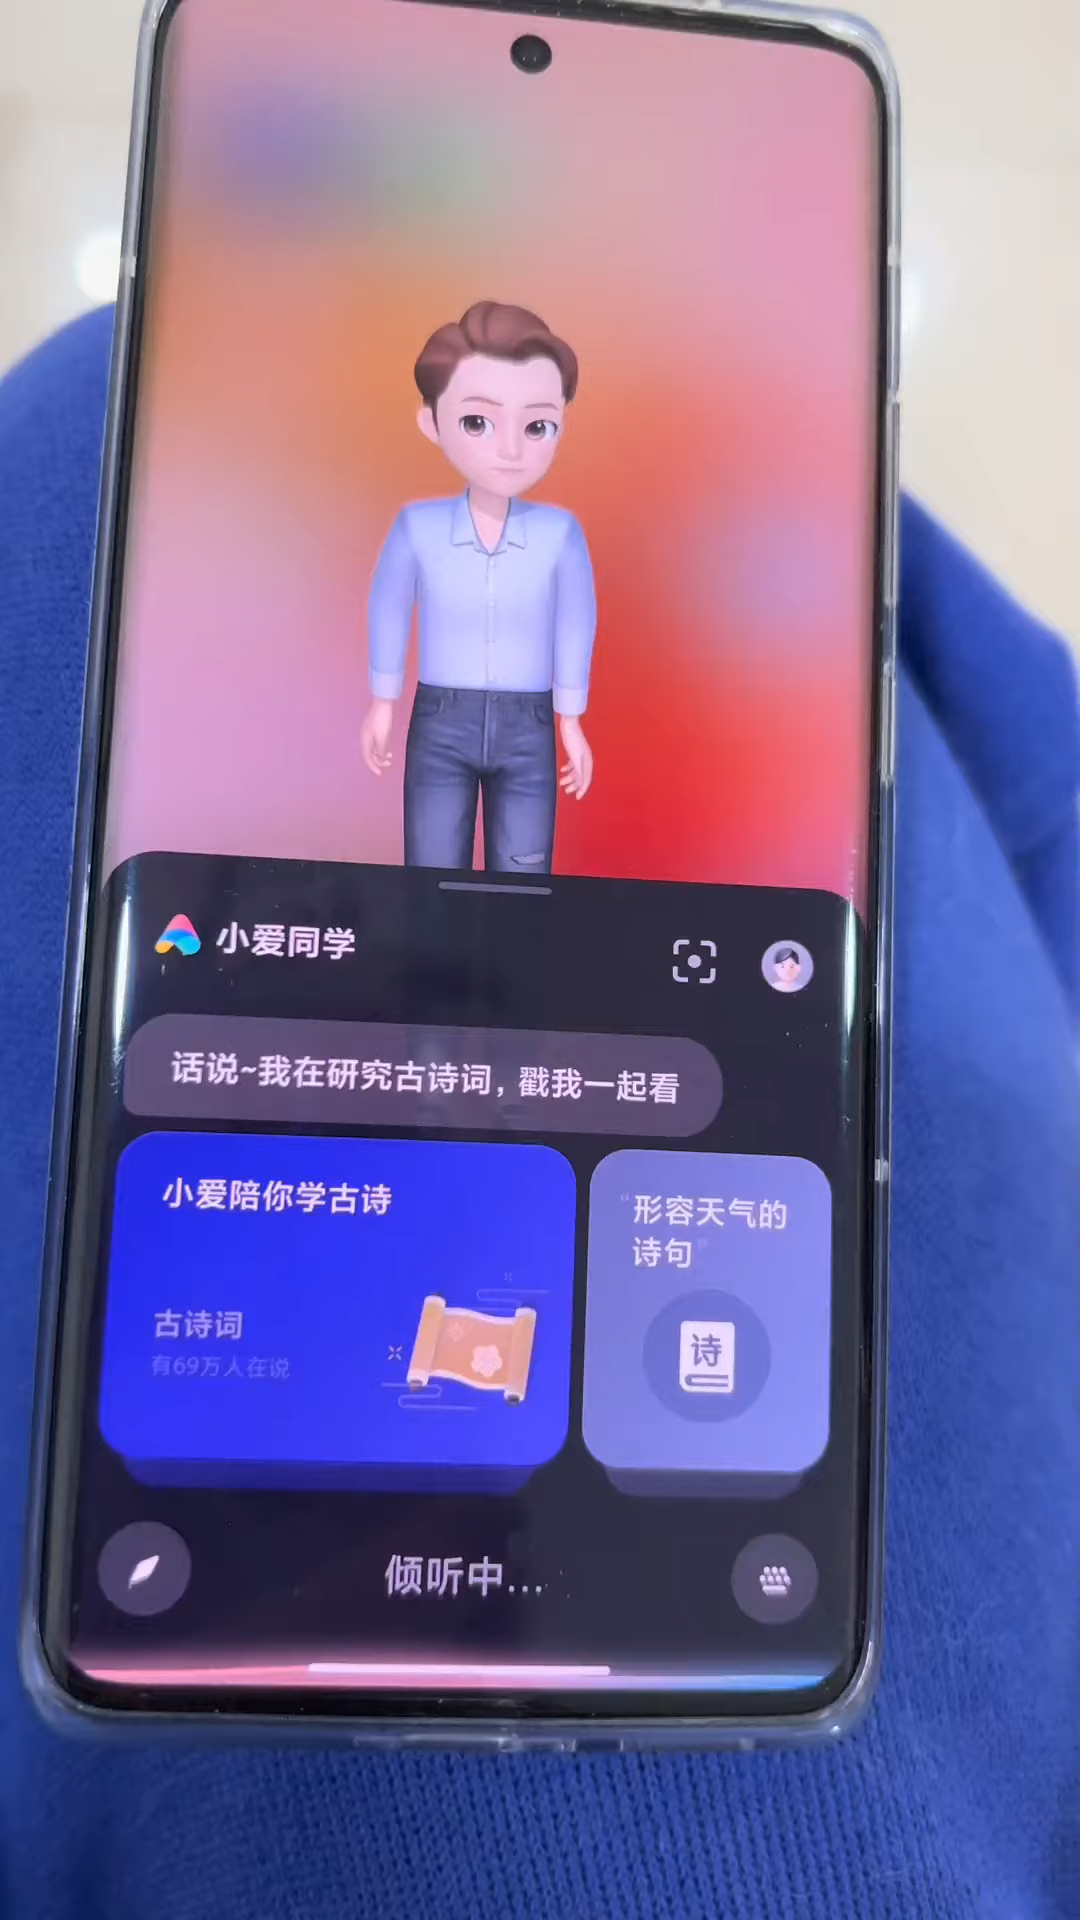 小爱同学
话说~我在研究古诗词，戳我一起看
小爱陪你学古诗
古诗词
有69万人在说
“形容天气的
诗句”
诗
倾听中...